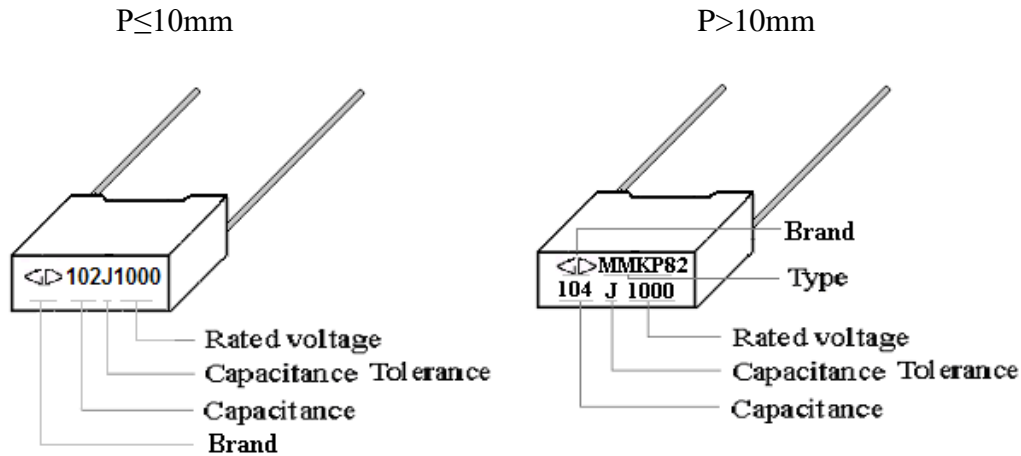 P≤10mm
P>10mm
102J1000
Rated voltage
Capacitance Tolerance
Capacitance
Brand
MMKP82
104 J 1000
Brand
Type
Rated voltage
Capacitance Tolerance
Capacitance